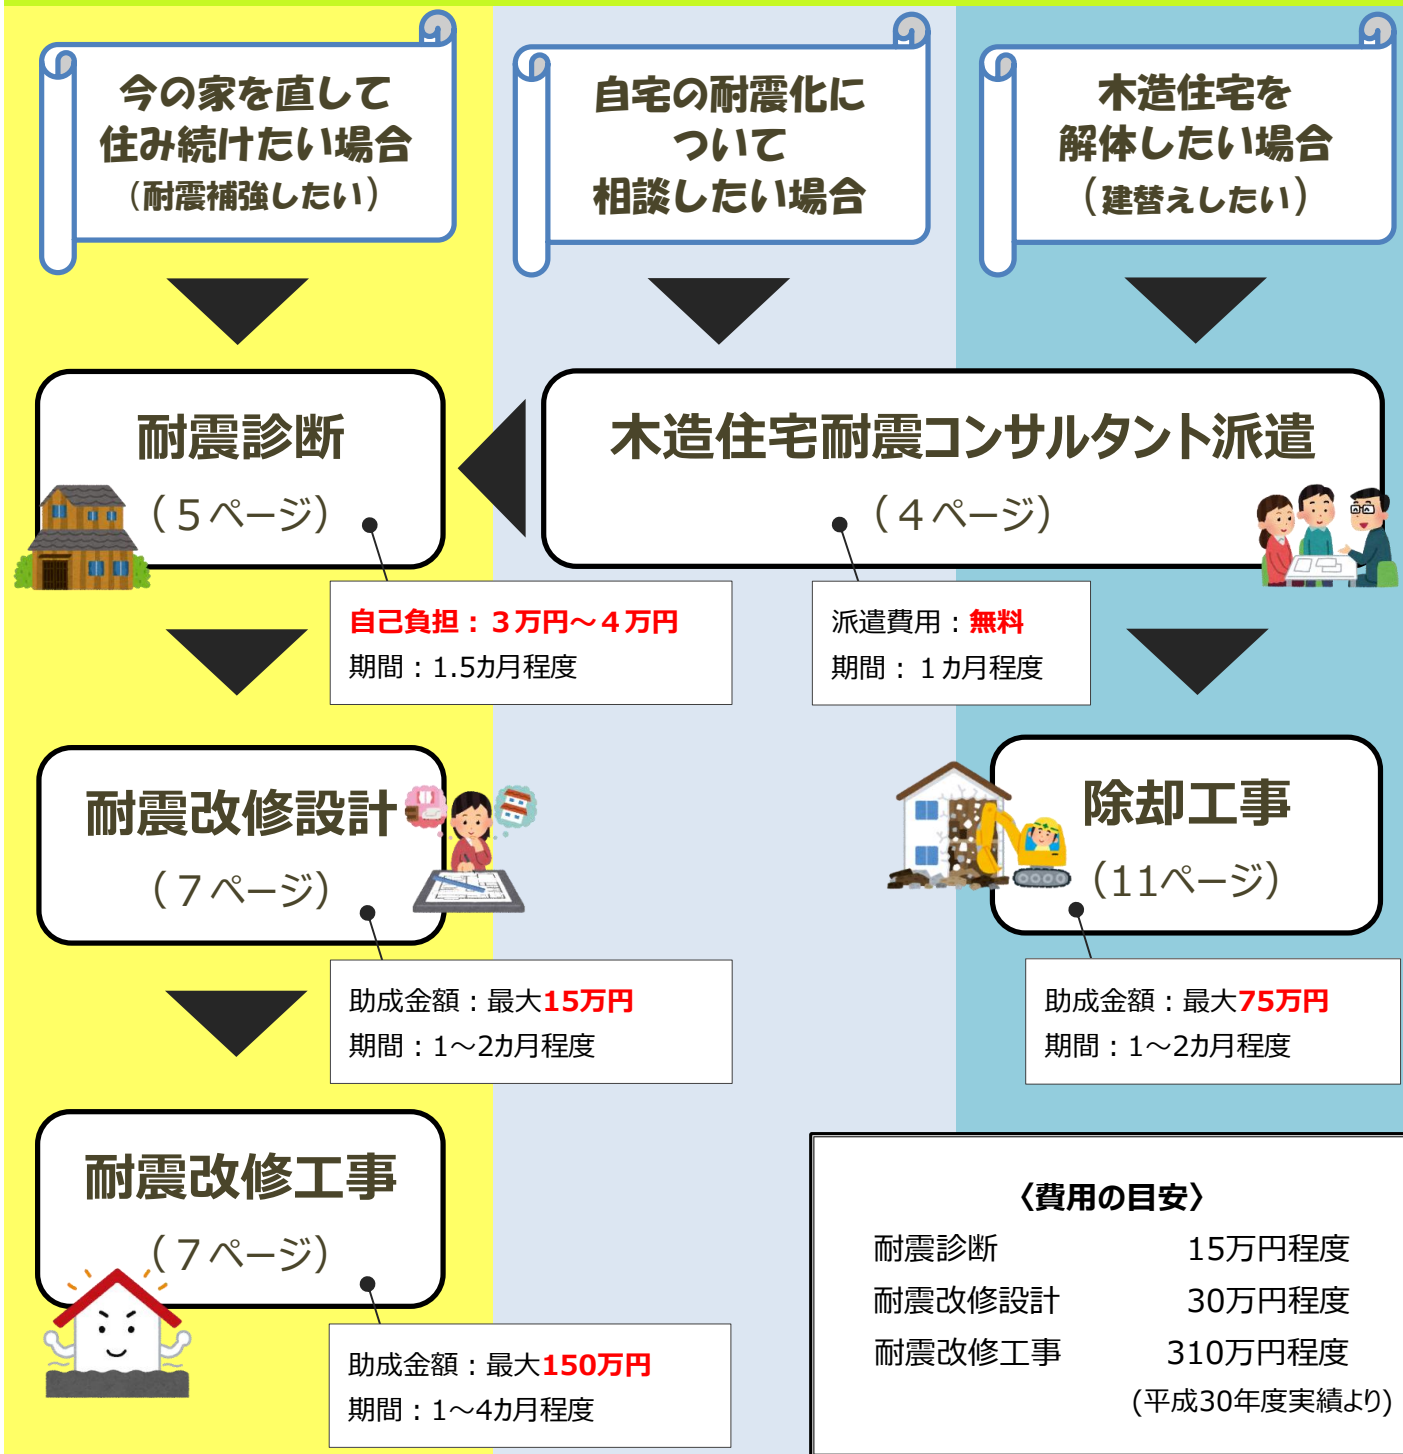 今の家を直して
住み続けたい場合
(耐震補強したい)
自宅の耐震化に
ついて
相談したい場合
木造住宅を
解体したい場合
(建替えしたい)
耐震診断
(5ページ)
木造住宅耐震コンサルタント派遣
(4ページ)
自己負担:3万円~4万円
期間:1.5カ月程度
派遣費用:無料
期間:1カ月程度
耐震改修設計
(7ページ)
除却工事
(11ページ)
助成金額:最大15万円
期間:1~2カ月程度
助成金額:最大75万円
期間:1~2カ月程度
耐震改修工事
(7ページ)
助成金額:最大150万円
期間:1~4カ月程度
〈費用の目安〉
耐震診断 15万円程度
耐震改修設計 30万円程度
耐震改修工事 310万円程度
(平成30年度実績より)